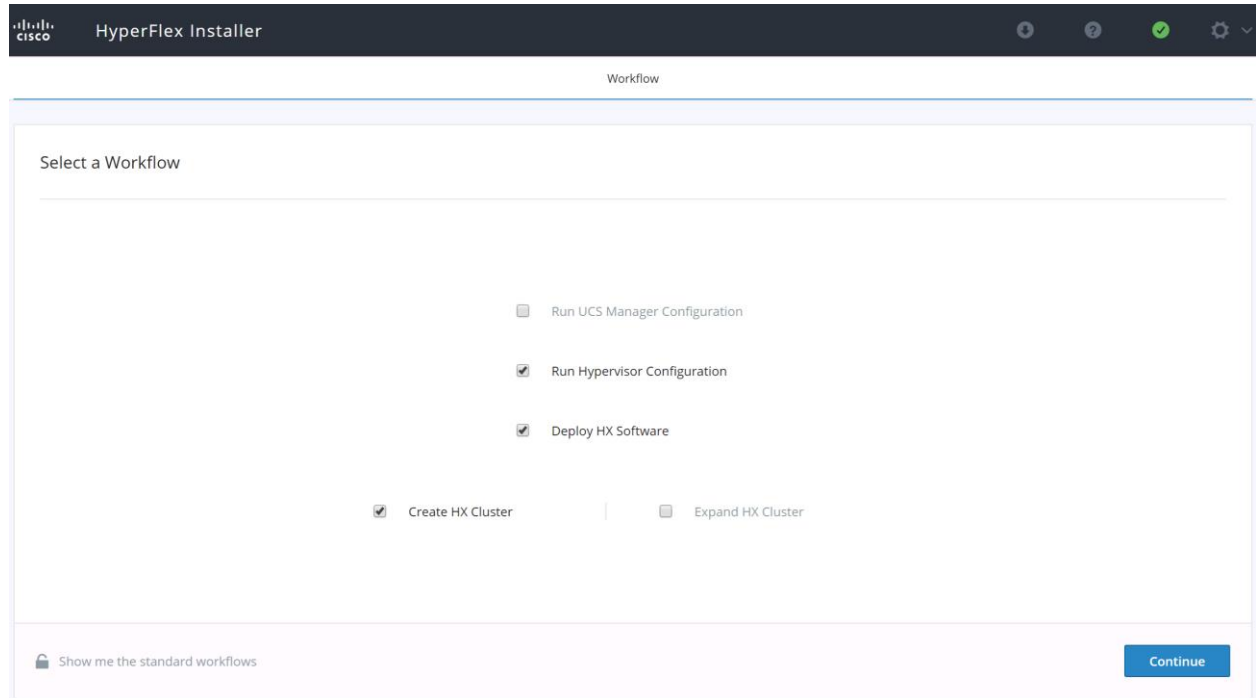 CISCO HyperFlex Installer
Workflow
Select a Workflow
Run UCS Manager Configuration
Run Hypervisor Configuration
Deploy HX Software
Create HX Cluster Expand HX Cluster
Show me the standard workflows Continue